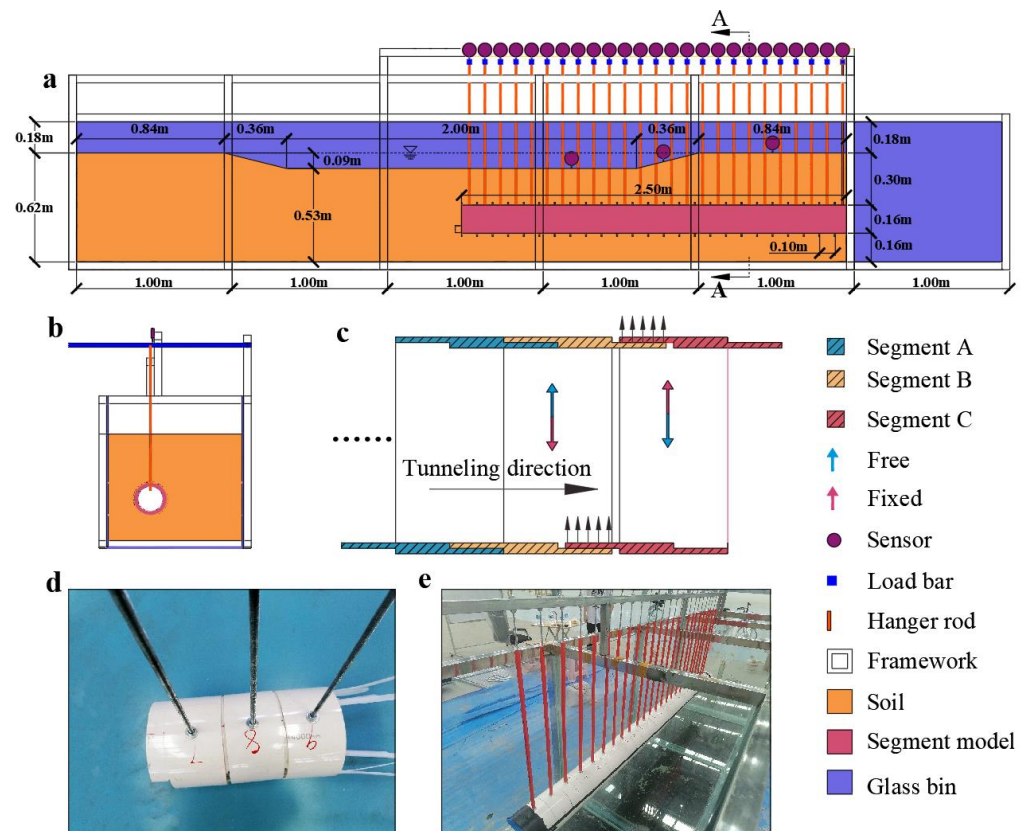 A
a
0.18m
0.84m
0.36m
2.00m
0.36m
0.84m
0.18m
0.09m
0.62m
0.53m
2.50m
0.30m
0.16m
0.10m
0.16m
A
1.00m
1.00m
1.00m
1.00m
1.00m
1.00m
b
c
Tunneling direction
Segment A
Segment B
Segment C
Free
Fixed
Sensor
Load bar
Hanger rod
Framework
Soil
Segment model
Glass bin
d
7
8
9
e